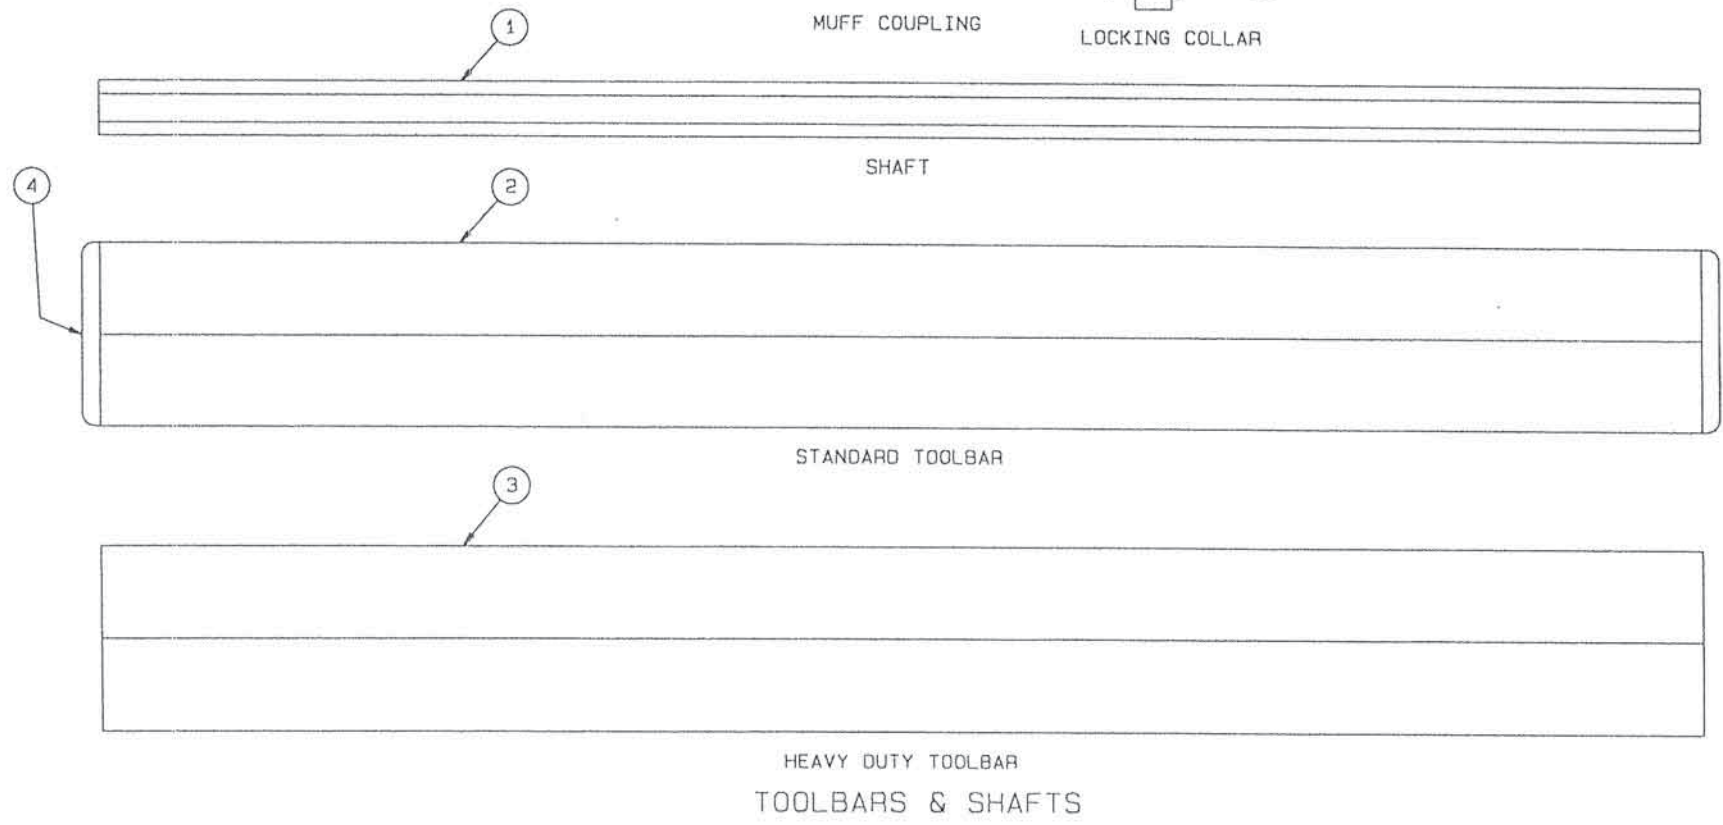 MUFF COUPLING
LOCKING COLLAR
1
SHAFT
4
2
STANDARD TOOLBAR
3
HEAVY DUTY TOOLBAR
TOOLBARS & SHAFTS